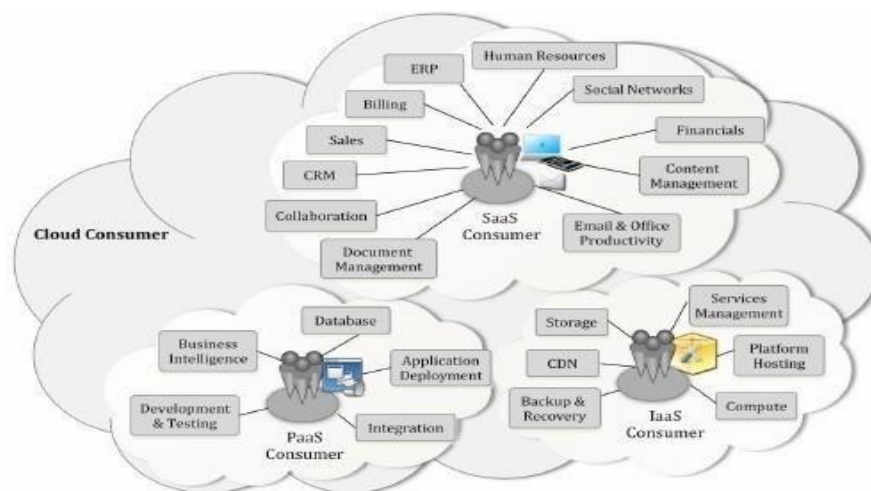 Human Resources
ERP
Social Networks
Billing
Financials
Sales
Content
Management
CRM
Collaboration
SaaS
Consumer
Email & Office
Productivity
Document
Management
Cloud Consumer
Database
Business
Intelligence
Application
Deployment
Development
& Testing
Integration
PaaS
Consumer
Services
Management
Storage
Platform
Hosting
CDN
Backup &
Recovery
Compute
IaaS
Consumer